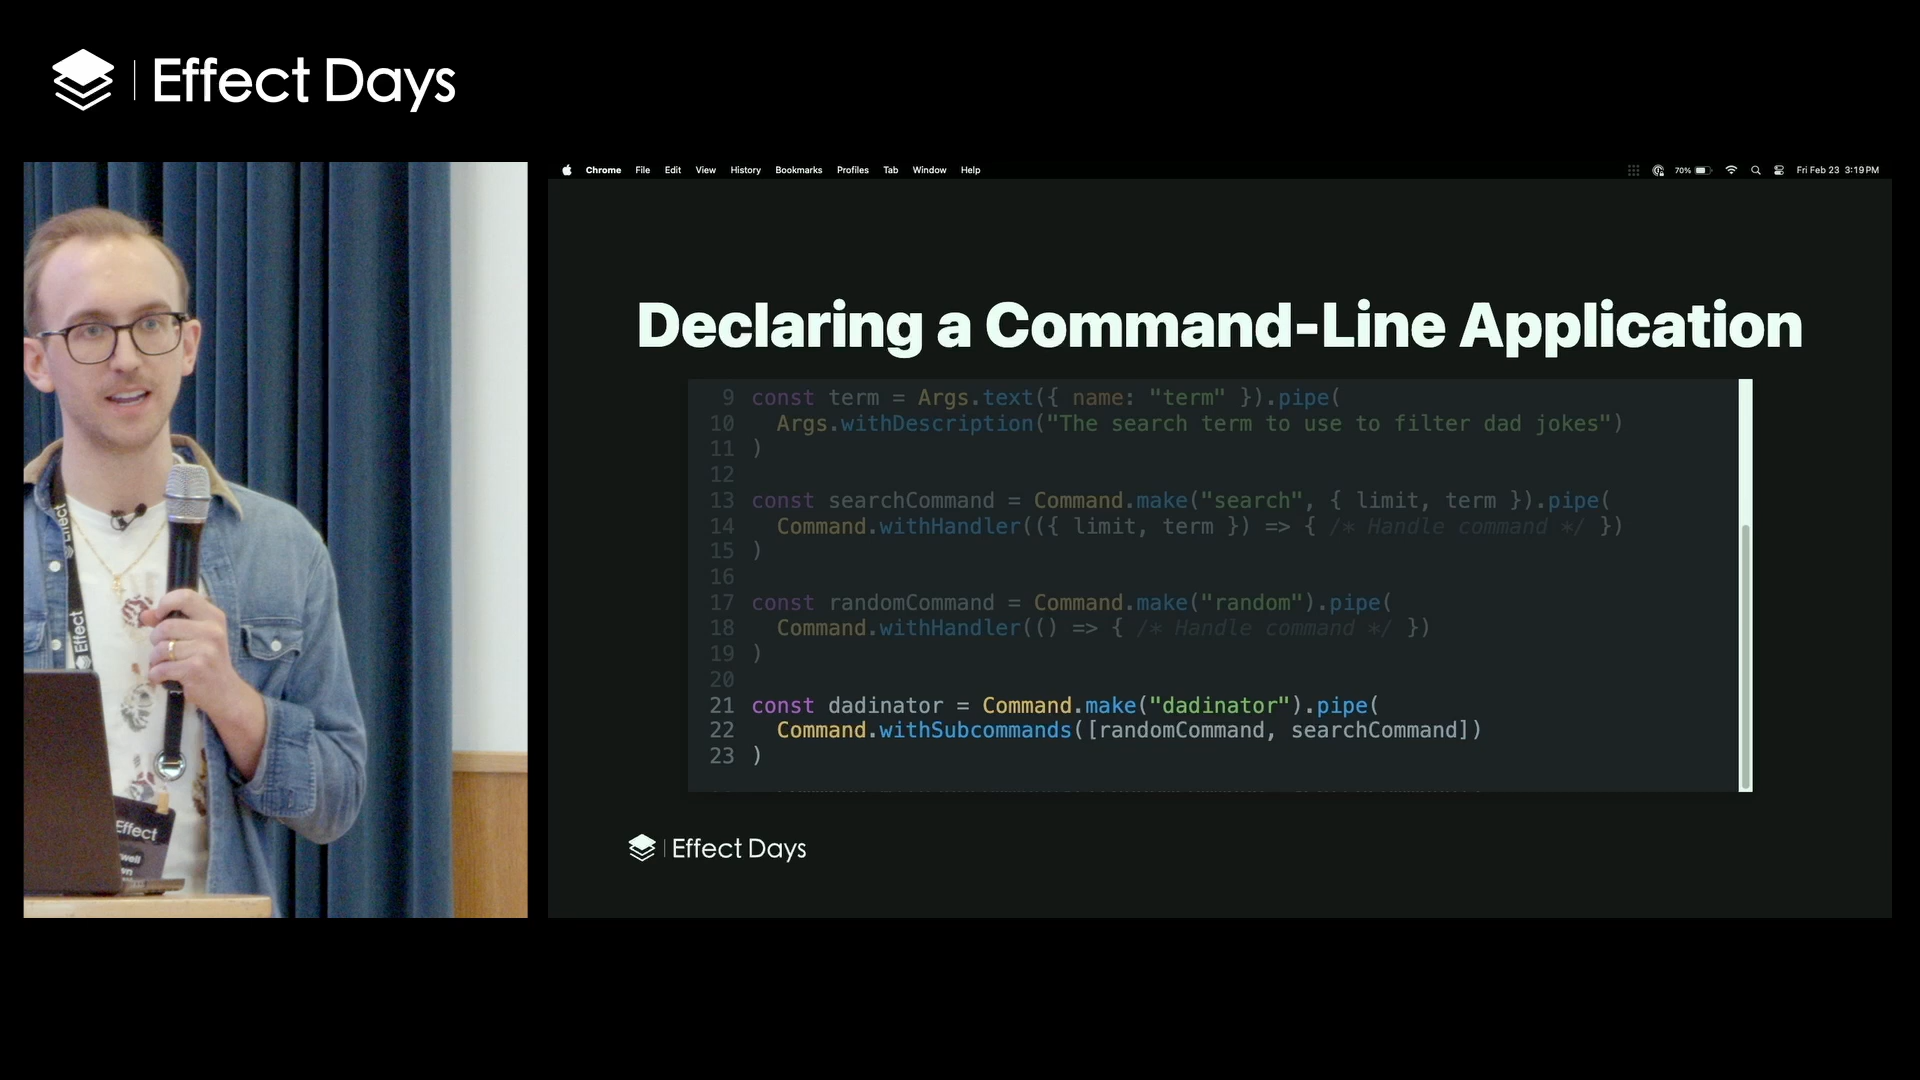 Effect Days
Chrome File Edit View History Bookmarks Profiles Tab Window Help
70% Fri Feb 23 3:19 PM
Declaring a Command-Line Application
9 const term = Args.text({ name: "term" }).pipe(
10 Args.withDescription("The search term to use to filter dad jokes")
11 )
12
13 const searchCommand = Command.make("search", { limit, term }).pipe(
14 Command.withHandler(({ limit, term }) => { /* Handle command */ })
15 )
16
17 const randomCommand = Command.make("random").pipe(
18 Command.withHandler(() => { /* Handle command */ })
19 )
20
21 const dadinator = Command.make("dadinator").pipe(
22 Command.withSubcommands([randomCommand, searchCommand])
23 )
Effect Days
Effect
Effect
Effect